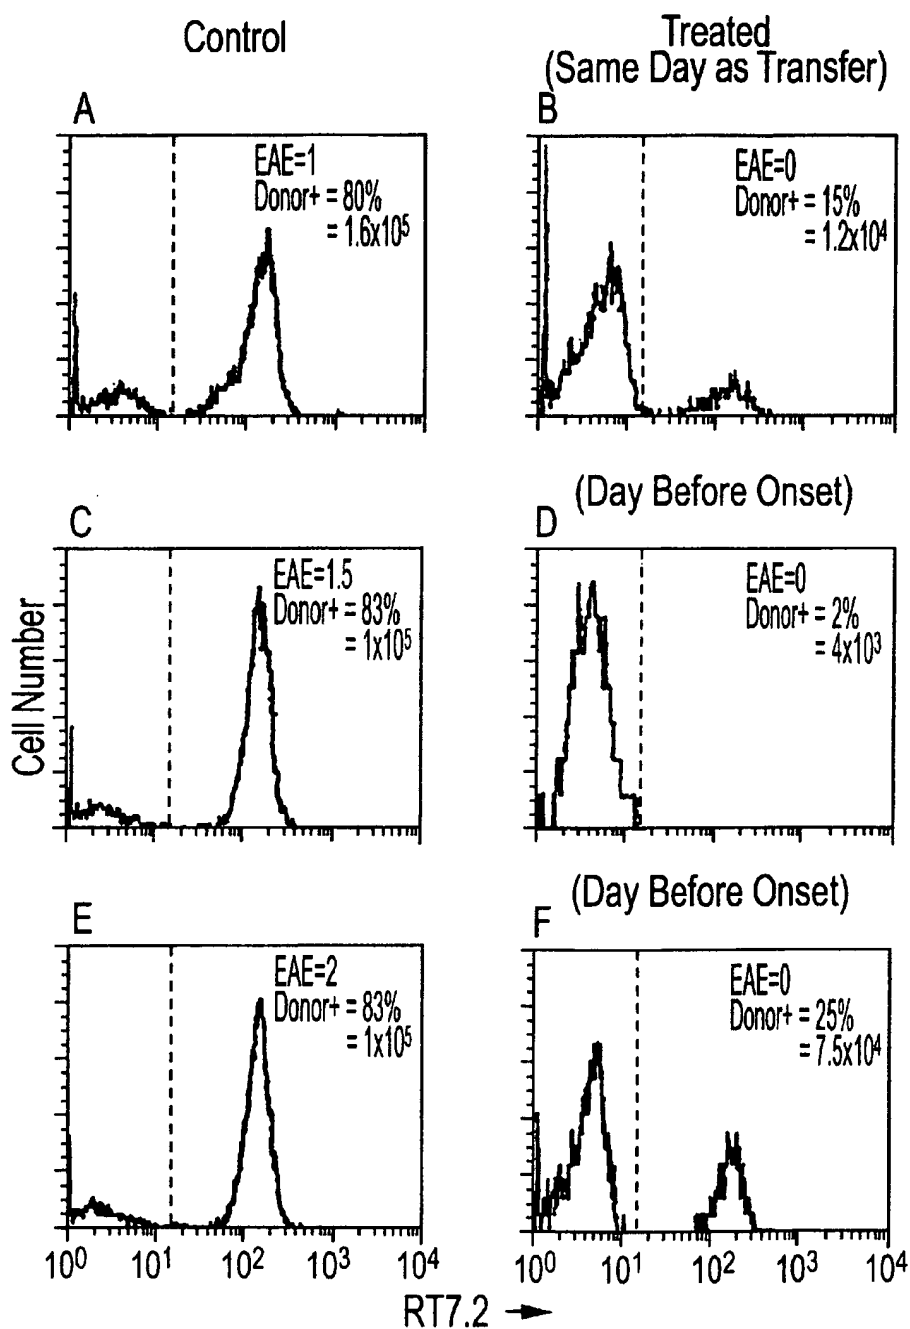 Control
Treated
(Same Day as Transfer)
A
EAE=1
Donor+ = 80%
= 1.6x10⁵
B
EAE=0
Donor+ = 15%
= 1.2x10⁴
C
EAE=1.5
Donor+ = 83%
= 1x10⁵
(Day Before Onset)
D
EAE=0
Donor+ = 2%
= 4x10³
E
EAE=2
Donor+ = 83%
= 1x10⁵
(Day Before Onset)
F
EAE=0
Donor+ = 25%
= 7.5x10⁴
Cell Number
10⁰ 10¹ 10² 10³ 10⁴
10⁰ 10¹ 10² 10³ 10⁴
RT7.2